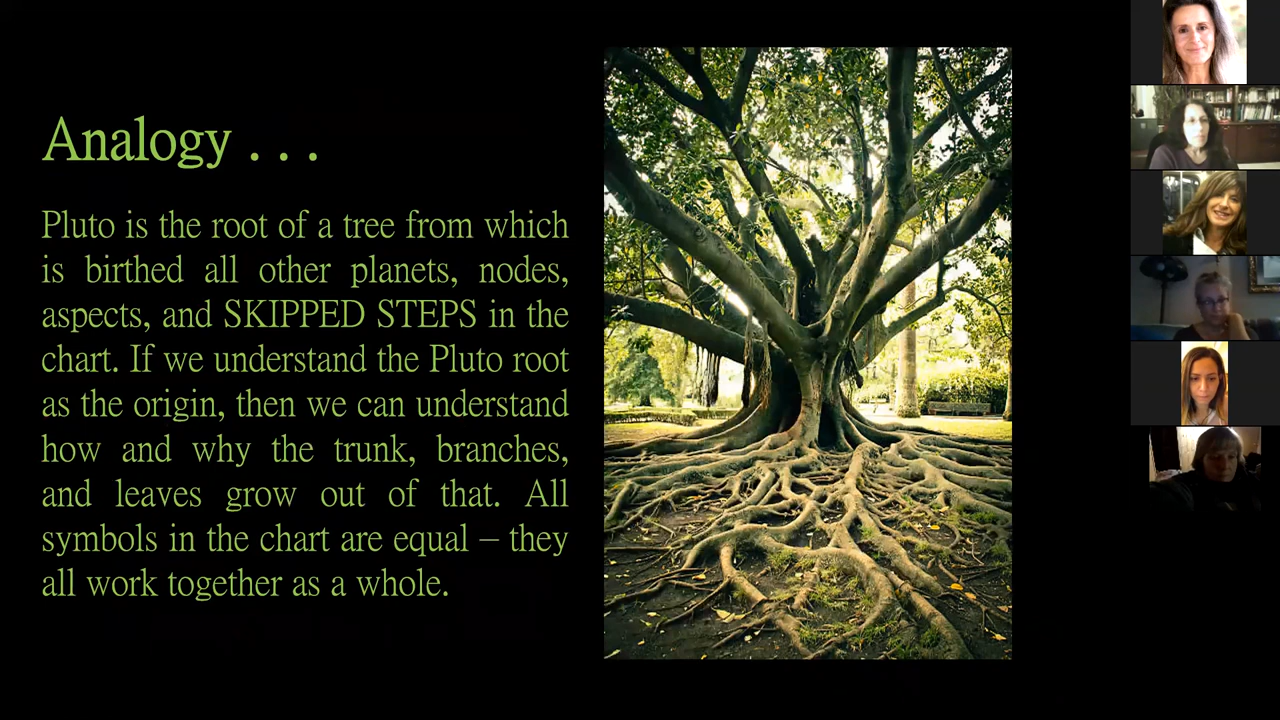 Analogy . . .
Pluto is the root of a tree from which
is birthed all other planets, nodes,
aspects, and SKIPPED STEPS in the
chart. If we understand the Pluto root
as the origin, then we can understand
how and why the trunk, branches,
and leaves grow out of that. All
symbols in the chart are equal – they
all work together as a whole.